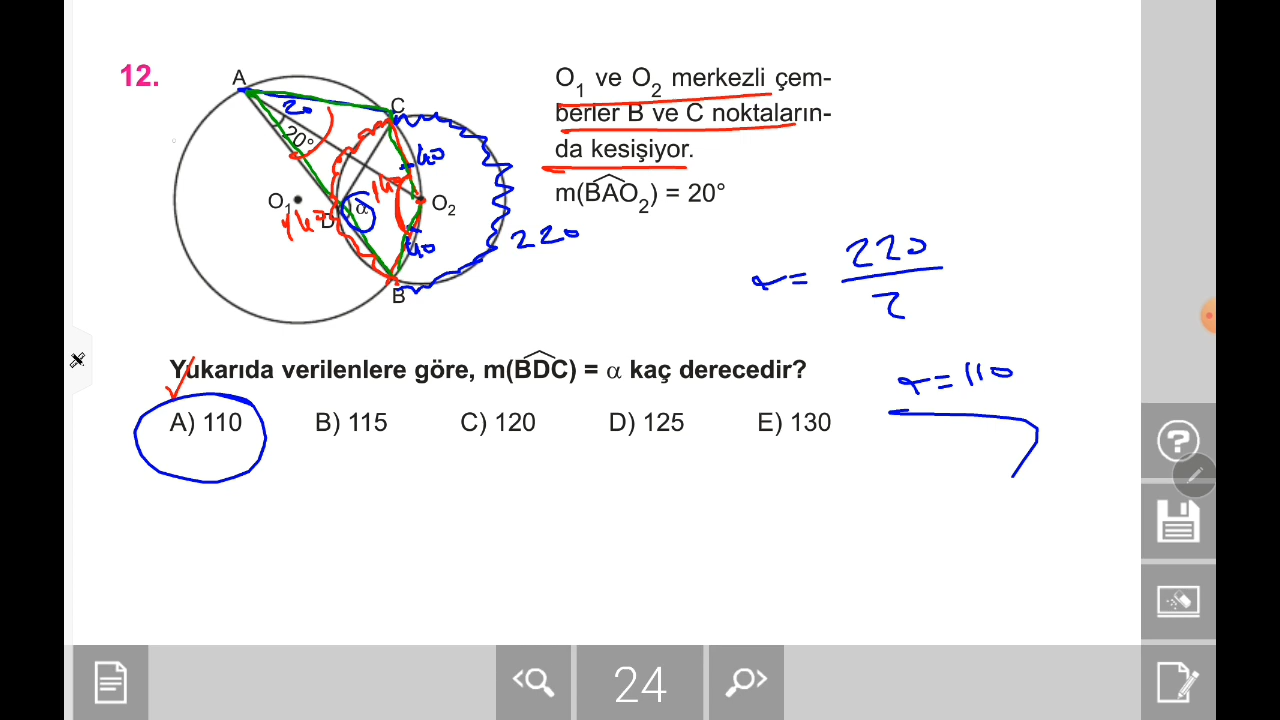 12.
O1 ve O2 merkezli çem-
berler B ve C noktaların-
da kesişiyor.
m(BAO2) = 20°
A
C
20
20°
40
140
O1
D
α
O2
140
40
B
220
α = 220/2
α = 110
Yukarıda verilenlere göre, m(BDC) = α kaç derecedir?
A) 110 B) 115 C) 120 D) 125 E) 130
24